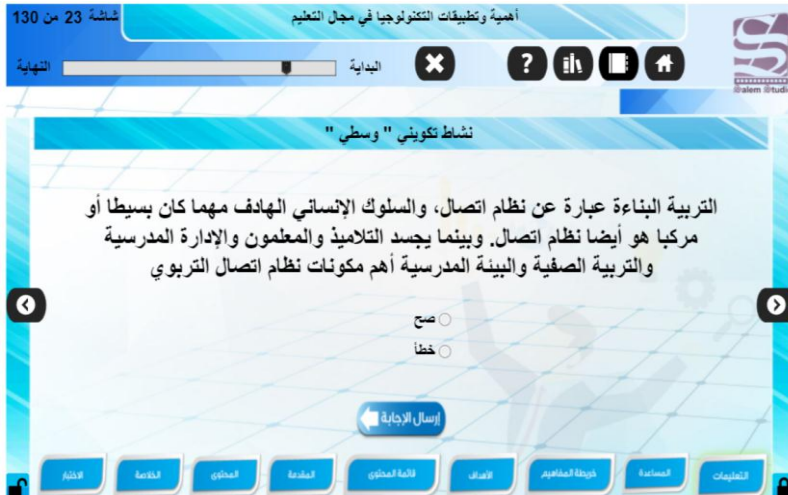 أهمية وتطبيقات التكنولوجيا في مجال التعليم
شاشة 23 من 130
?
البداية
النهاية
Salem Studio
نشاط تكويني " وسطي "
التربية البناءة عبارة عن نظام اتصال، والسلوك الإنساني الهادف مهما كان بسيطا أو
مركبا هو أيضا نظام اتصال. وبينما يجسد التلاميذ والمعلمون والإدارة المدرسية
والتربية الصفية والبيئة المدرسية أهم مكونات نظام اتصال التربوي
صح
خطأ
إرسال الإجابة
التعليمات
المساعدة
خريطة المفاهيم
الأهداف
قائمة المحتوى
المقدمة
المحتوى
الخلاصة
الاختبار